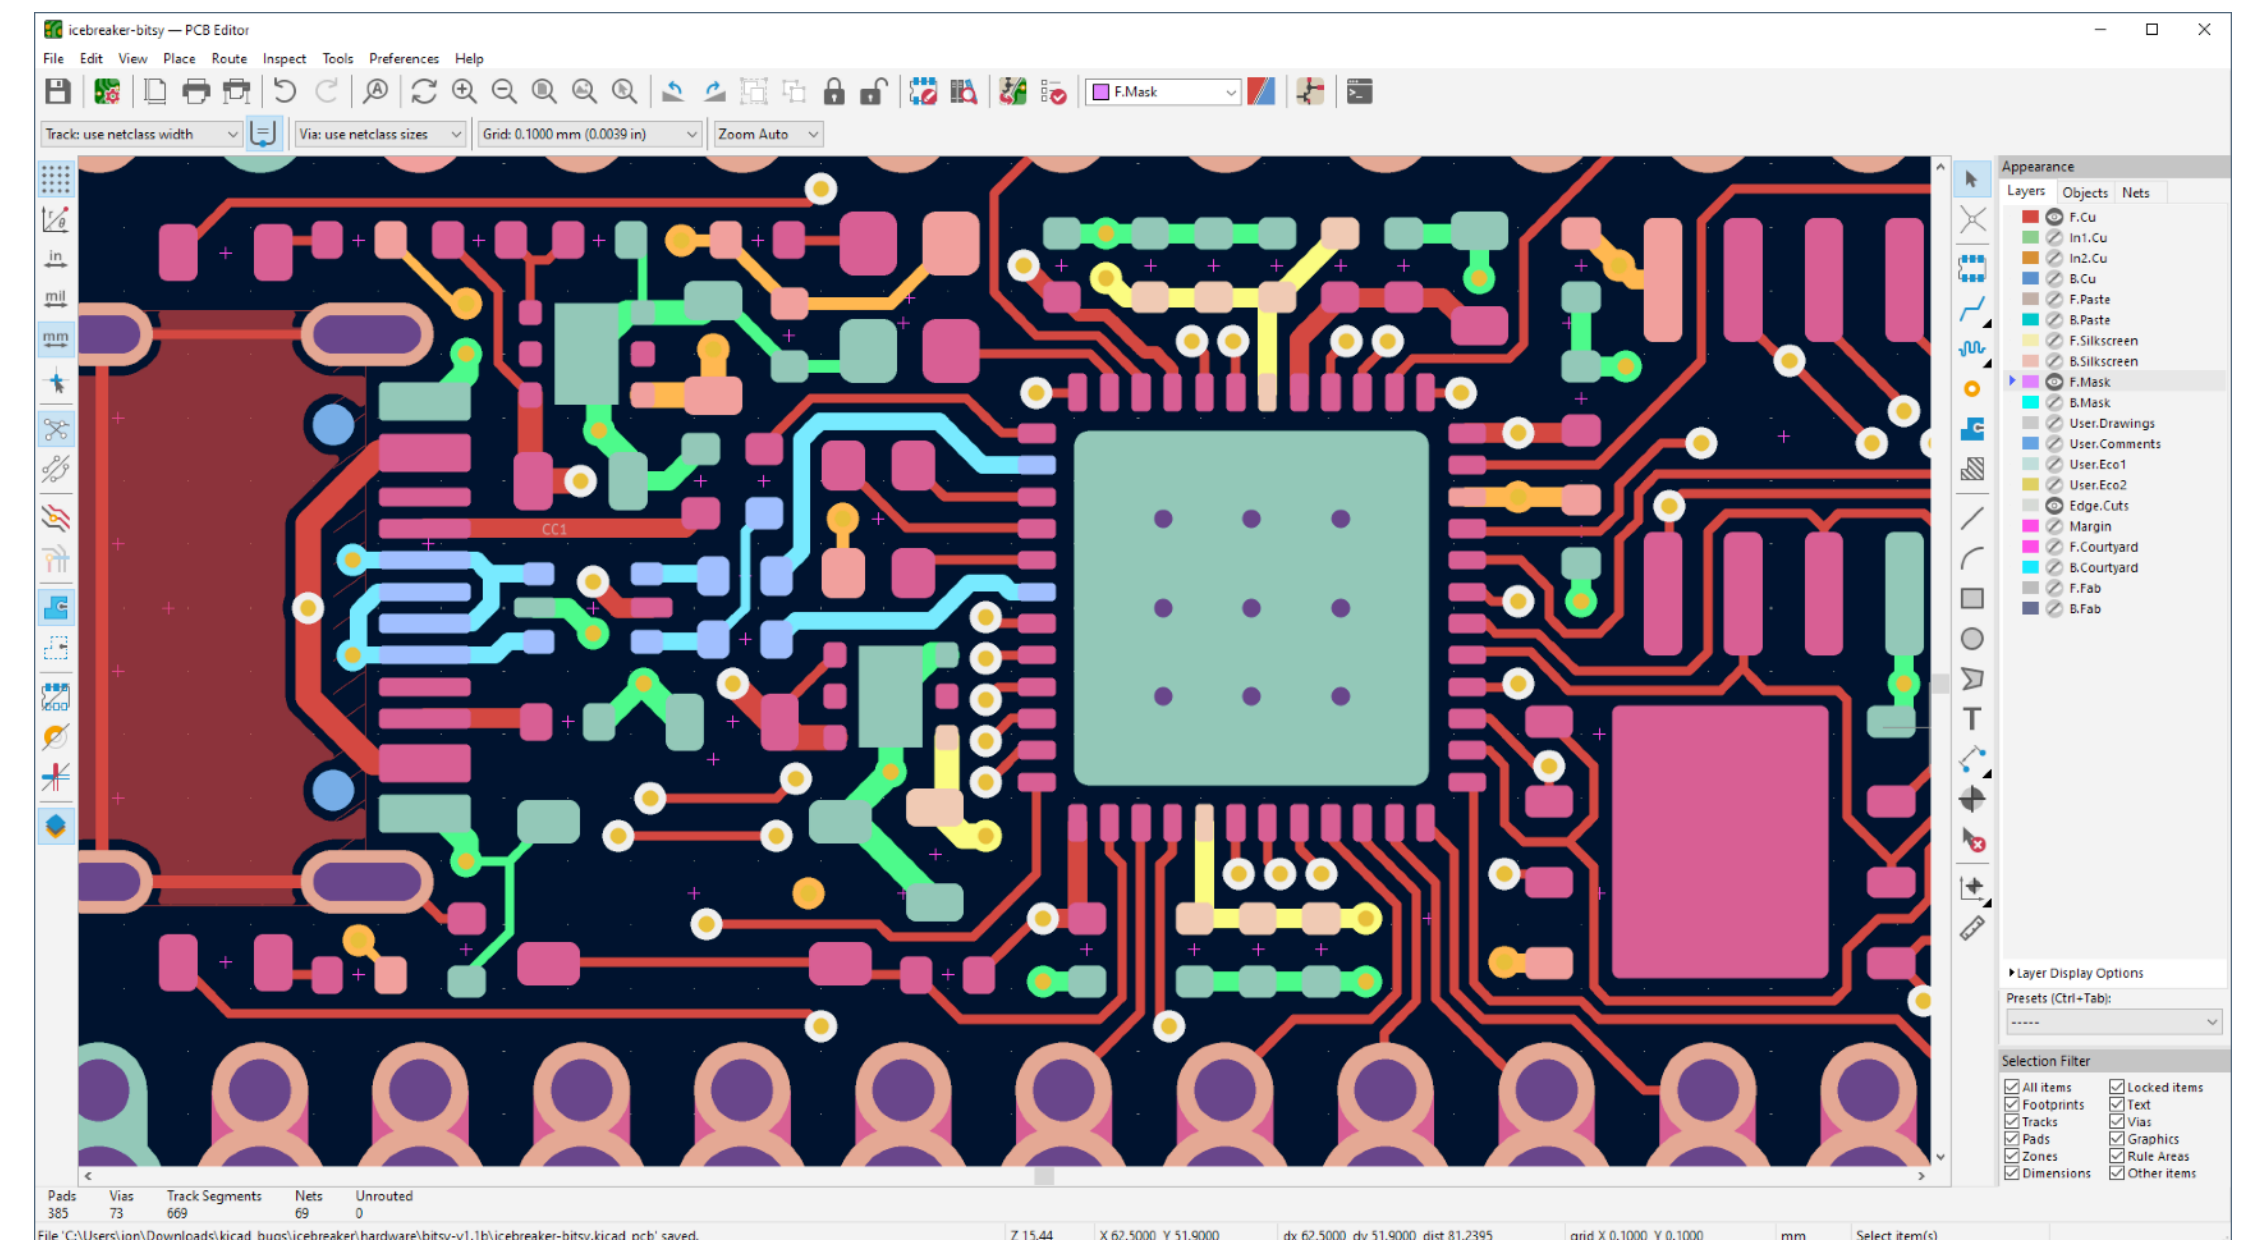 icebreaker-bitsy — PCB Editor
File Edit View Place Route Inspect Tools Preferences Help
F.Mask
Track: use netclass width Via: use netclass sizes Grid: 0.1000 mm (0.0039 in) Zoom Auto
in
mil
mm
CC1
Appearance
Layers Objects Nets
F.Cu
In1.Cu
In2.Cu
B.Cu
F.Paste
B.Paste
F.Silkscreen
B.Silkscreen
F.Mask
B.Mask
User.Drawings
User.Comments
User.Eco1
User.Eco2
Edge.Cuts
Margin
F.Courtyard
B.Courtyard
F.Fab
B.Fab
Layer Display Options
Presets (Ctrl+Tab):
-----
Selection Filter
All items Locked items
Footprints Text
Tracks Vias
Pads Graphics
Zones Rule Areas
Dimensions Other items
Pads Vias Track Segments Nets Unrouted
385 73 669 69 0
File 'C:\Users\jon\Downloads\kicad_bugs\icebreaker\hardware\bitsy-v1.1b\icebreaker-bitsy.kicad_pcb' saved. Z 15.44 X 62.5000 Y 51.9000 dx 62.5000 dy 51.9000 dist 81.2395 grid X 0.1000 Y 0.1000 mm Select item(s)